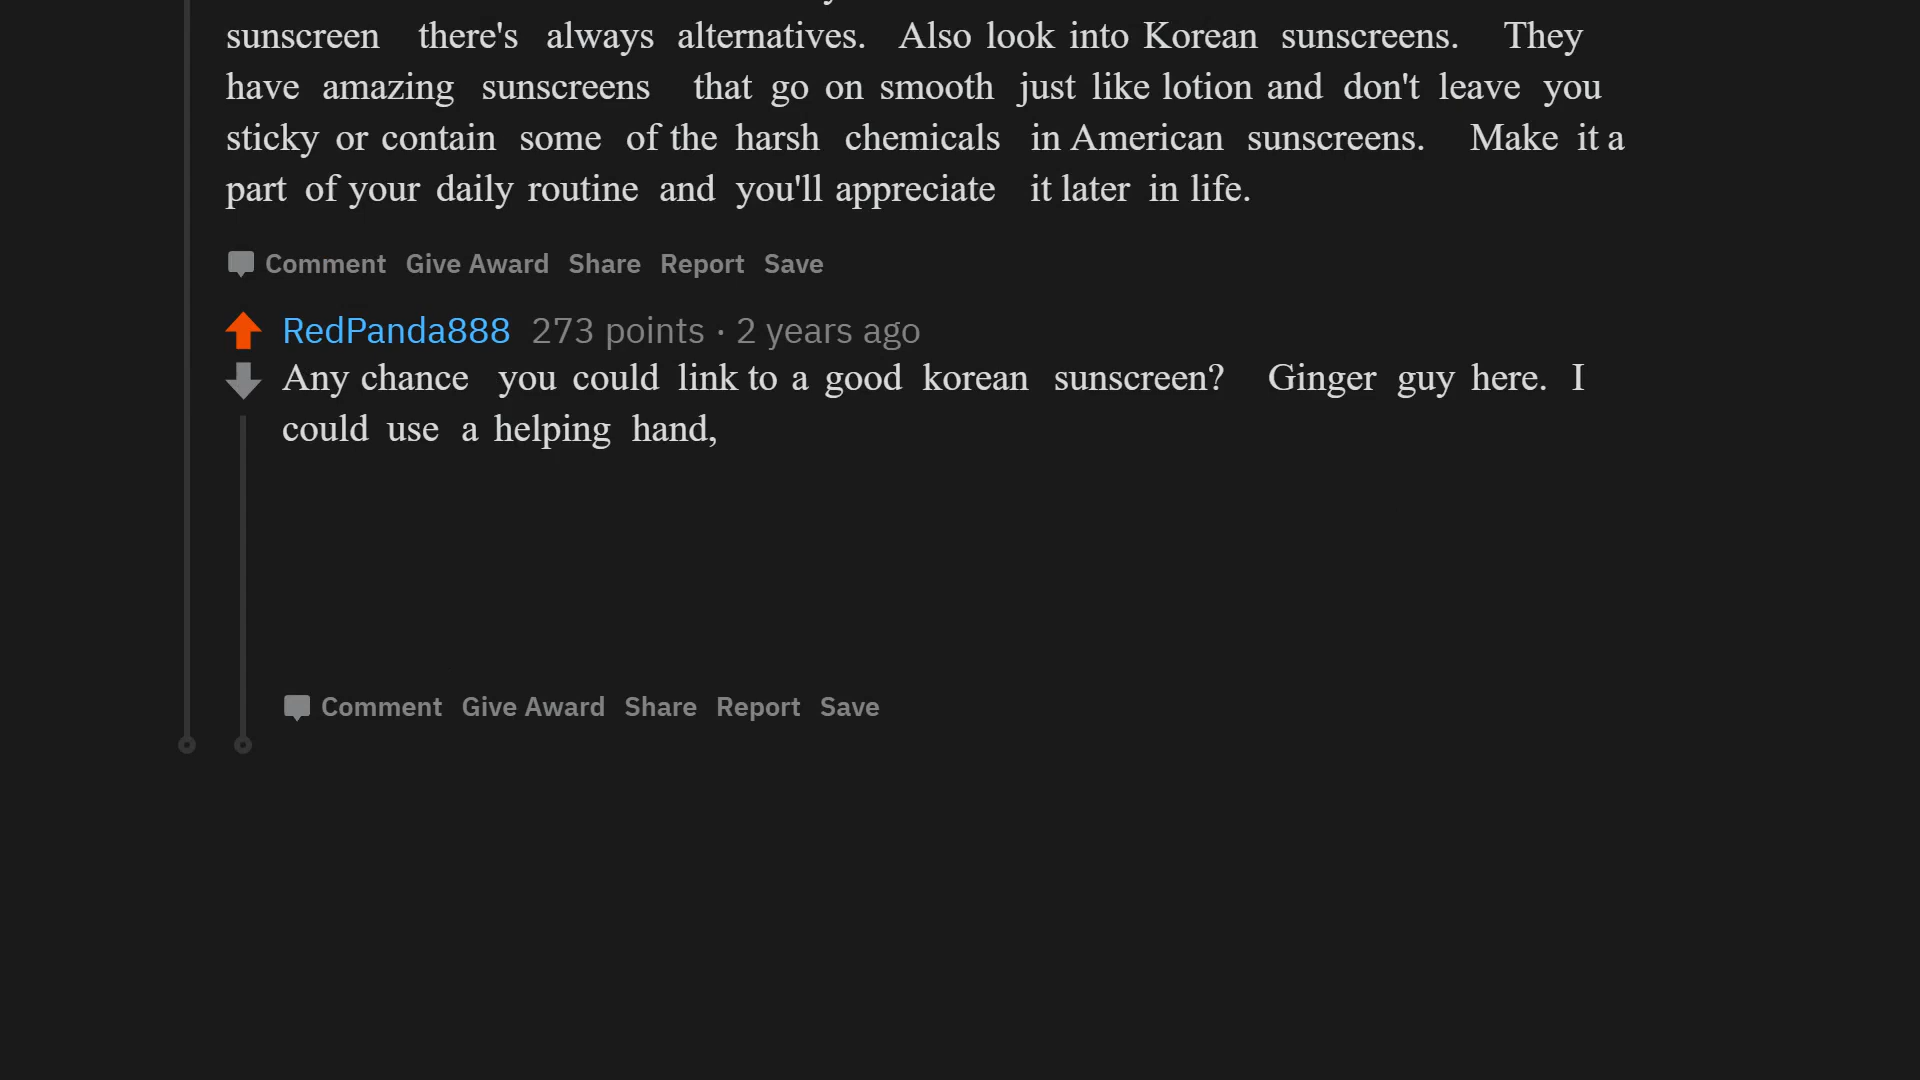 sunscreen there's always alternatives. Also look into Korean sunscreens. They
have amazing sunscreens that go on smooth just like lotion and don't leave you
sticky or contain some of the harsh chemicals in American sunscreens. Make it a
part of your daily routine and you'll appreciate it later in life.
Comment Give Award Share Report Save
RedPanda888 273 points · 2 years ago
Any chance you could link to a good korean sunscreen? Ginger guy here. I
could use a helping hand,
Comment Give Award Share Report Save